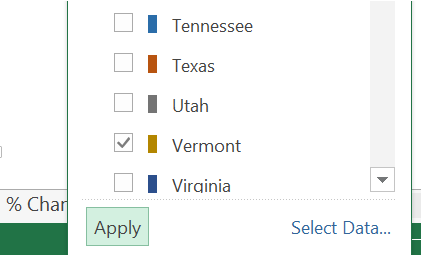 Tennessee
Texas
Utah
Vermont
Virginia
% Char
Apply
Select Data...